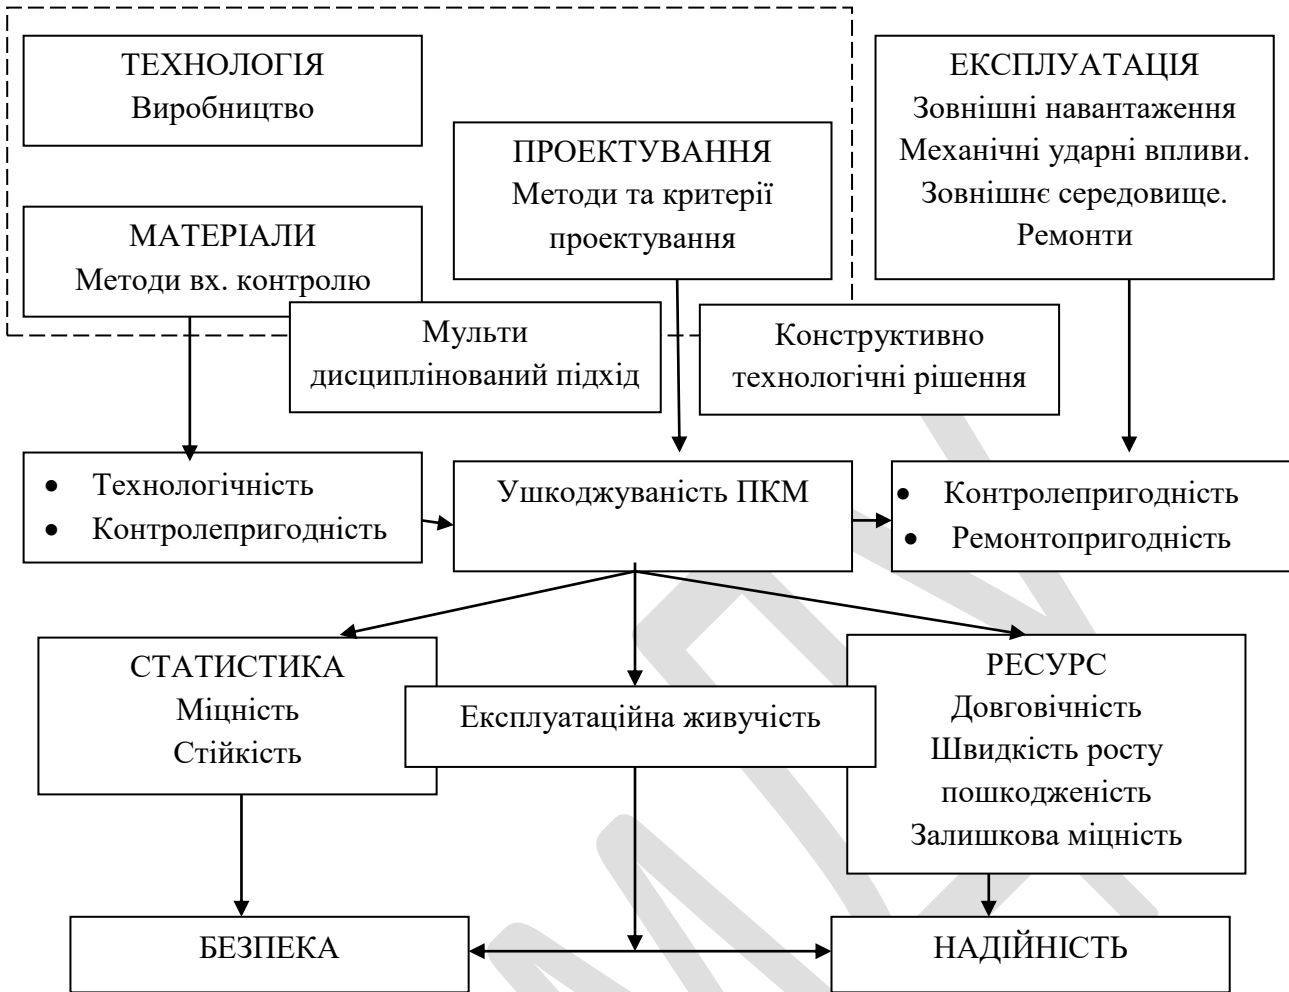 ТЕХНОЛОГІЯ
Виробництво
МАТЕРІАЛИ
Методи вх. контролю
ПРОЕКТУВАННЯ
Методи та критерії
проектування
ЕКСПЛУАТАЦІЯ
Зовнішні навантаження
Механічні ударні впливи.
Зовнішнє середовище.
Ремонти
Мульти
дисциплінований підхід
Конструктивно
технологічні рішення
• Технологічність
• Контролепригодність
Ушкоджуваність ПКМ
• Контролепригодність
• Ремонтопригодність
СТАТИСТИКА
Міцність
Стійкість
Експлуатаційна живучість
РЕСУРС
Довговічність
Швидкість росту
пошкодженість
Залишкова міцність
БЕЗПЕКА
НАДІЙНІСТЬ